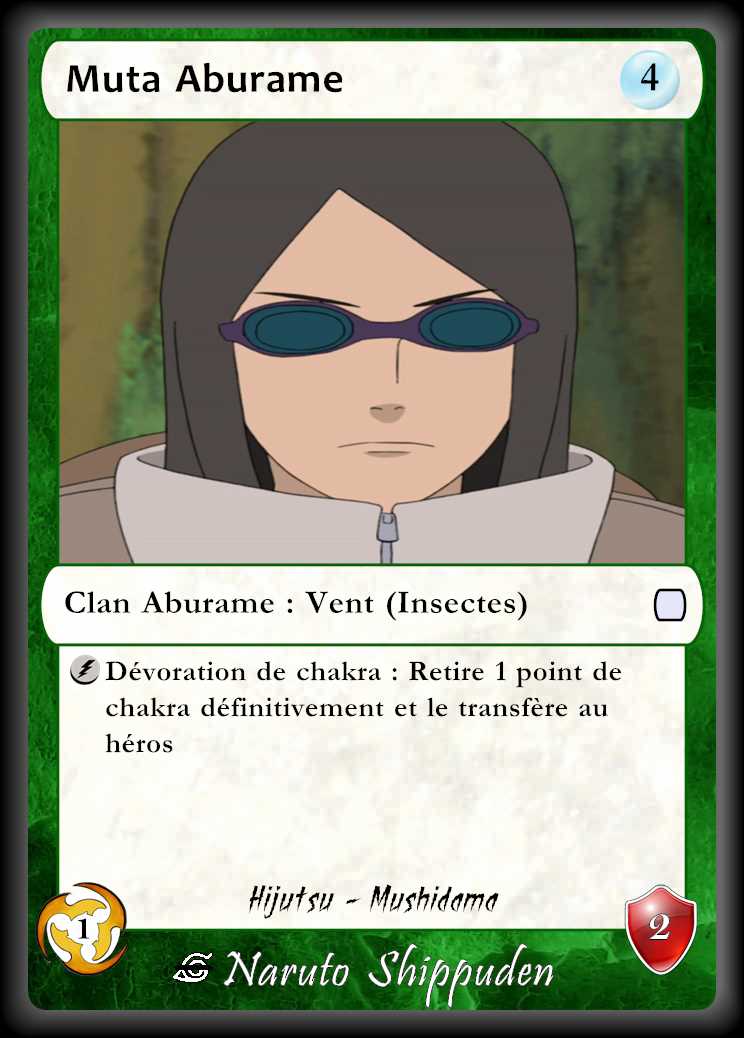 Muta Aburame 4
Clan Aburame : Vent (Insectes)
Dévoration de chakra : Retire 1 point de
chakra définitivement et le transfère au
héros
Hijutsu - Mushidama
1 2
Naruto Shippuden